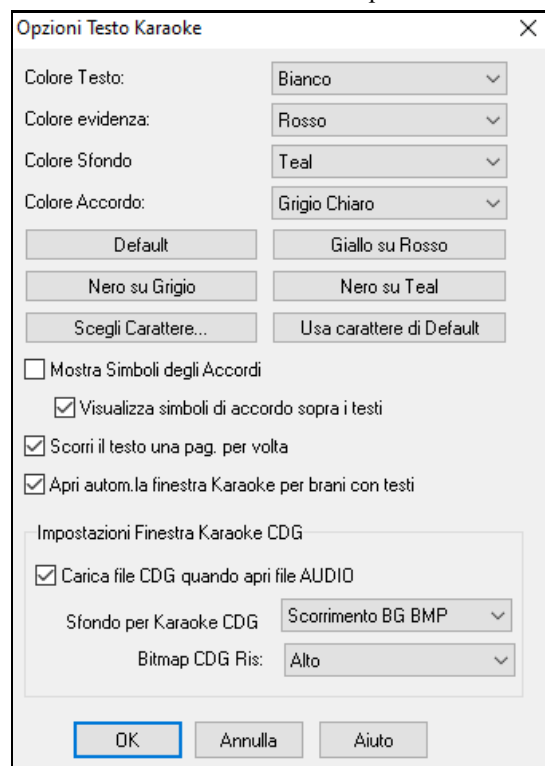 Opzioni Testo Karaoke
Colore Testo: Bianco
Colore evidenza: Rosso
Colore Sfondo Teal
Colore Accordo: Grigio Chiaro
Default Giallo su Rosso
Nero su Grigio Nero su Teal
Scegli Carattere... Usa carattere di Default
Mostra Simboli degli Accordi
Visualizza simboli di accordo sopra i testi
Scorri il testo una pag. per volta
Apri autom.la finestra Karaoke per brani con testi
Impostazioni Finestra Karaoke CDG
Carica file CDG quando apri file AUDIO
Sfondo per Karaoke CDG Scorrimento BG BMP
Bitmap CDG Ris: Alto
OK Annulla Aiuto